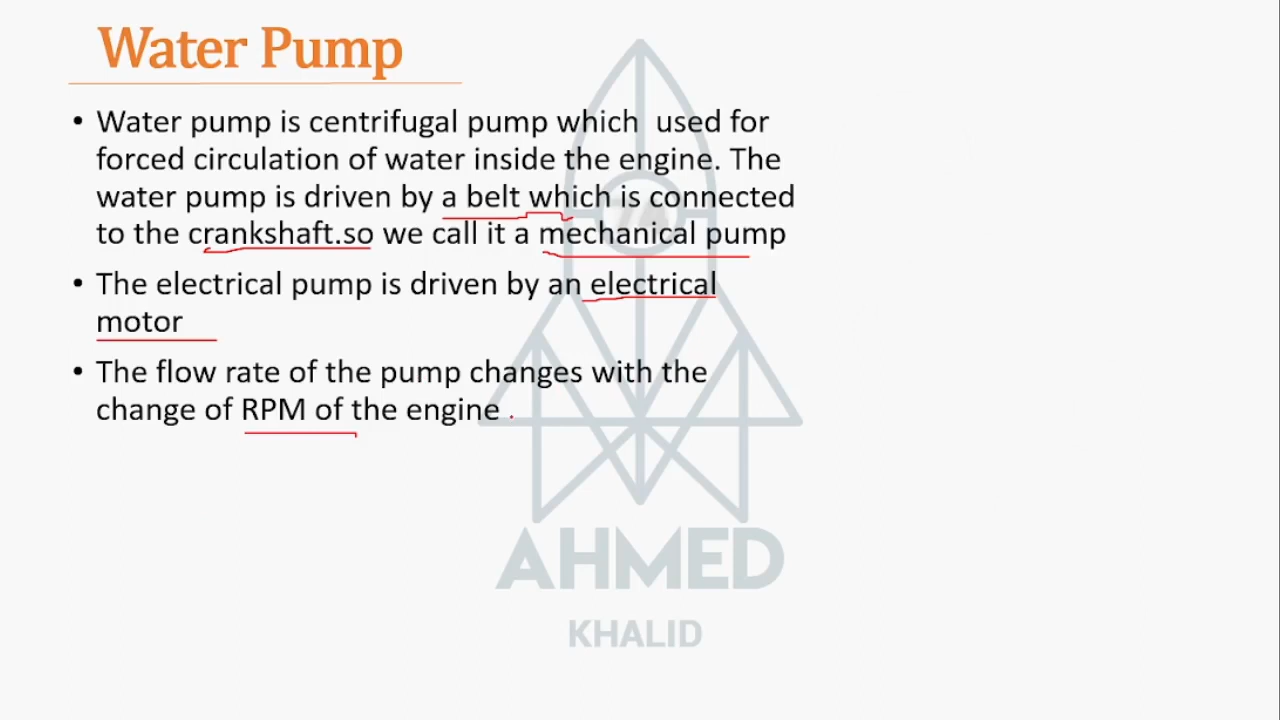 Water Pump
• Water pump is centrifugal pump which used for
forced circulation of water inside the engine. The
water pump is driven by a belt which is connected
to the crankshaft.so we call it a mechanical pump
• The electrical pump is driven by an electrical
motor
• The flow rate of the pump changes with the
change of RPM of the engine
AHMED
KHALID